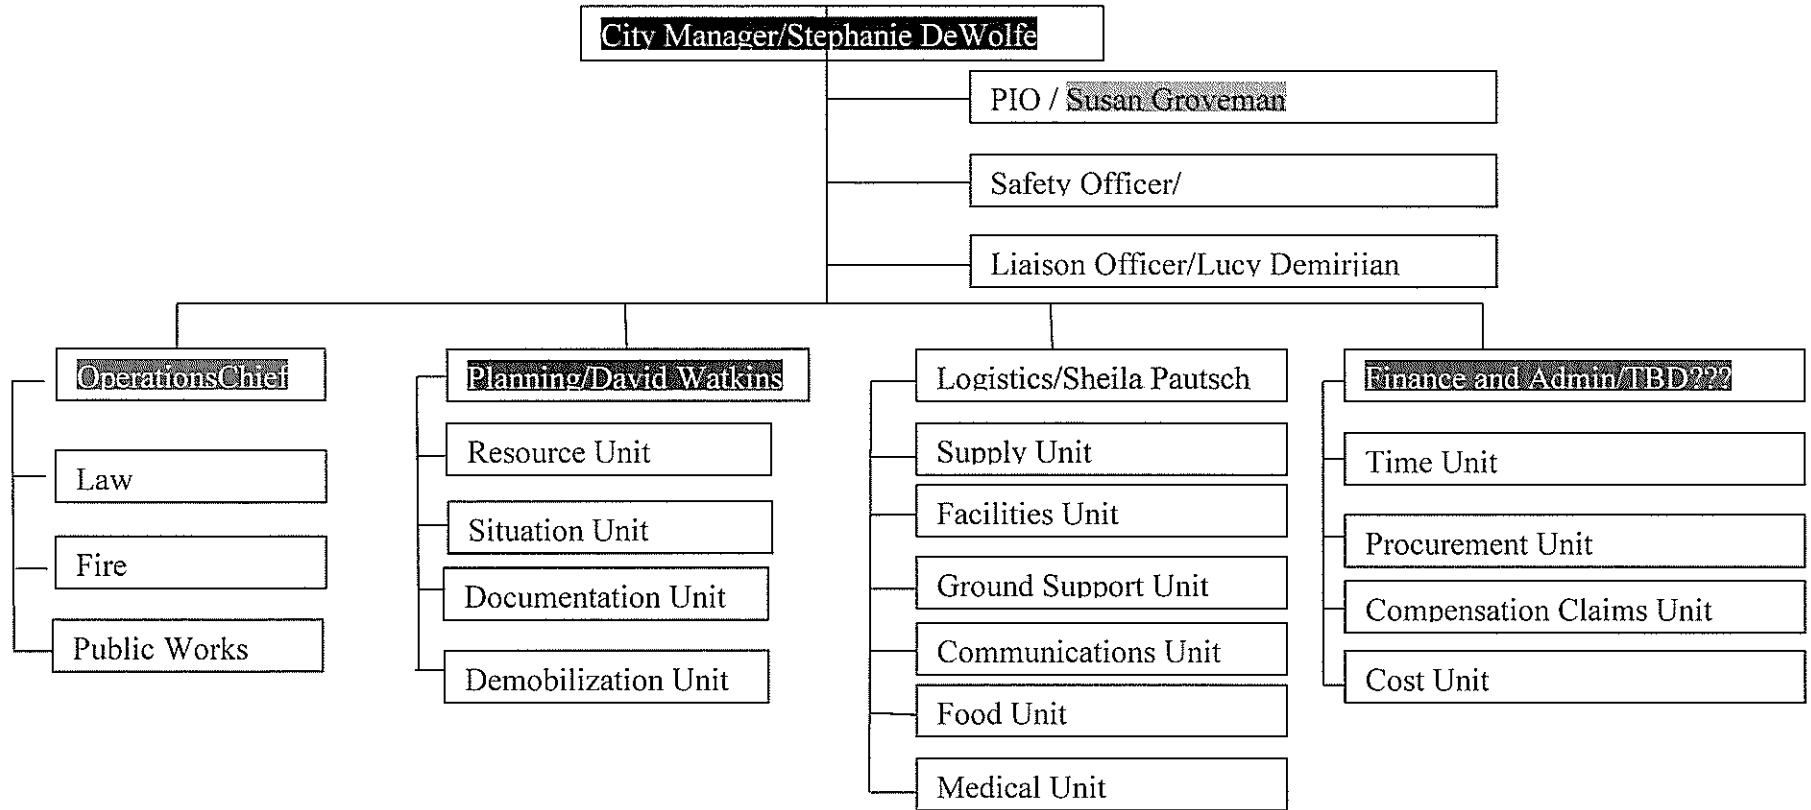 City Manager/Stephanie DeWolfe
PIO / Susan Groveman
Safety Officer/
Liaison Officer/Lucy Demirjian
OperationsChief
Law
Fire
Public Works
Planning/David Watkins
Resource Unit
Situation Unit
Documentation Unit
Demobilization Unit
Logistics/Sheila Pautsch
Supply Unit
Facilities Unit
Ground Support Unit
Communications Unit
Food Unit
Medical Unit
Finance and Admin/TBD???
Time Unit
Procurement Unit
Compensation Claims Unit
Cost Unit